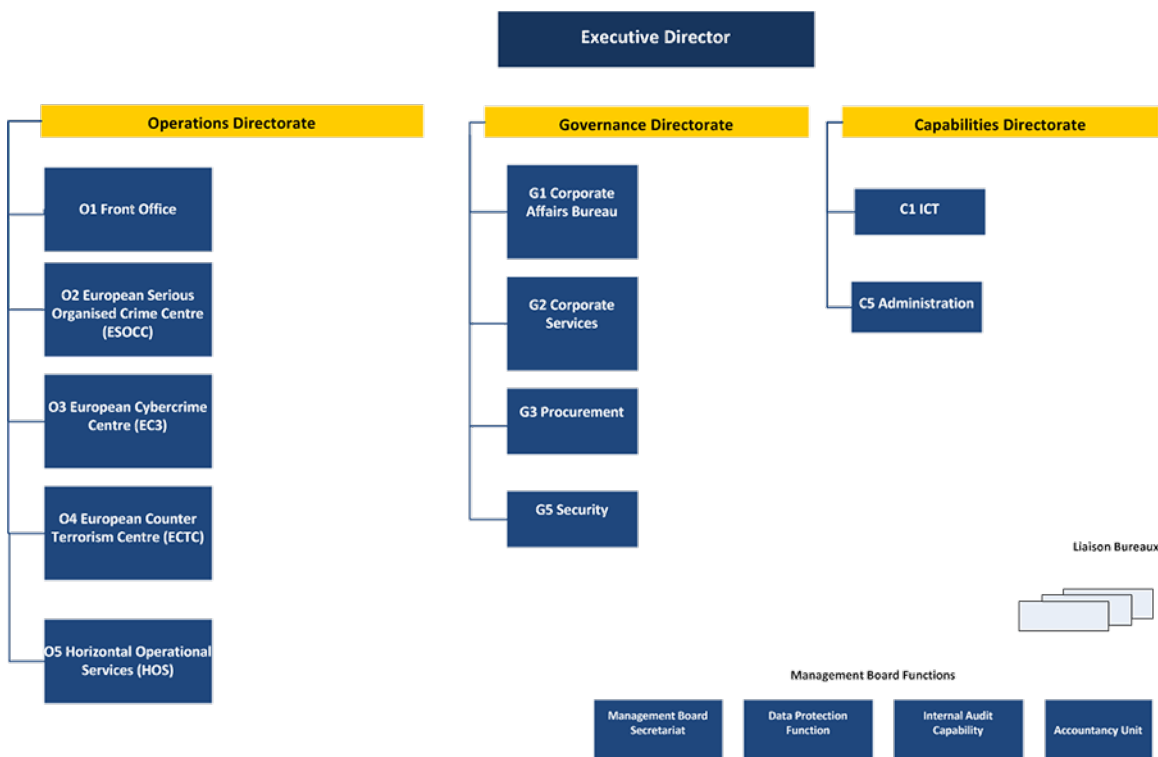 Executive Director
Operations Directorate
O1 Front Office
O2 European Serious
Organised Crime Centre
(ESOCC)
O3 European Cybercrime
Centre (EC3)
O4 European Counter
Terrorism Centre (ECTC)
O5 Horizontal Operational
Services (HOS)
Governance Directorate
G1 Corporate
Affairs Bureau
G2 Corporate
Services
G3 Procurement
G5 Security
Capabilities Directorate
C1 ICT
C5 Administration
Liaison Bureaux
Management Board Functions
Management Board
Secretariat
Data Protection
Function
Internal Audit
Capability
Accountancy Unit